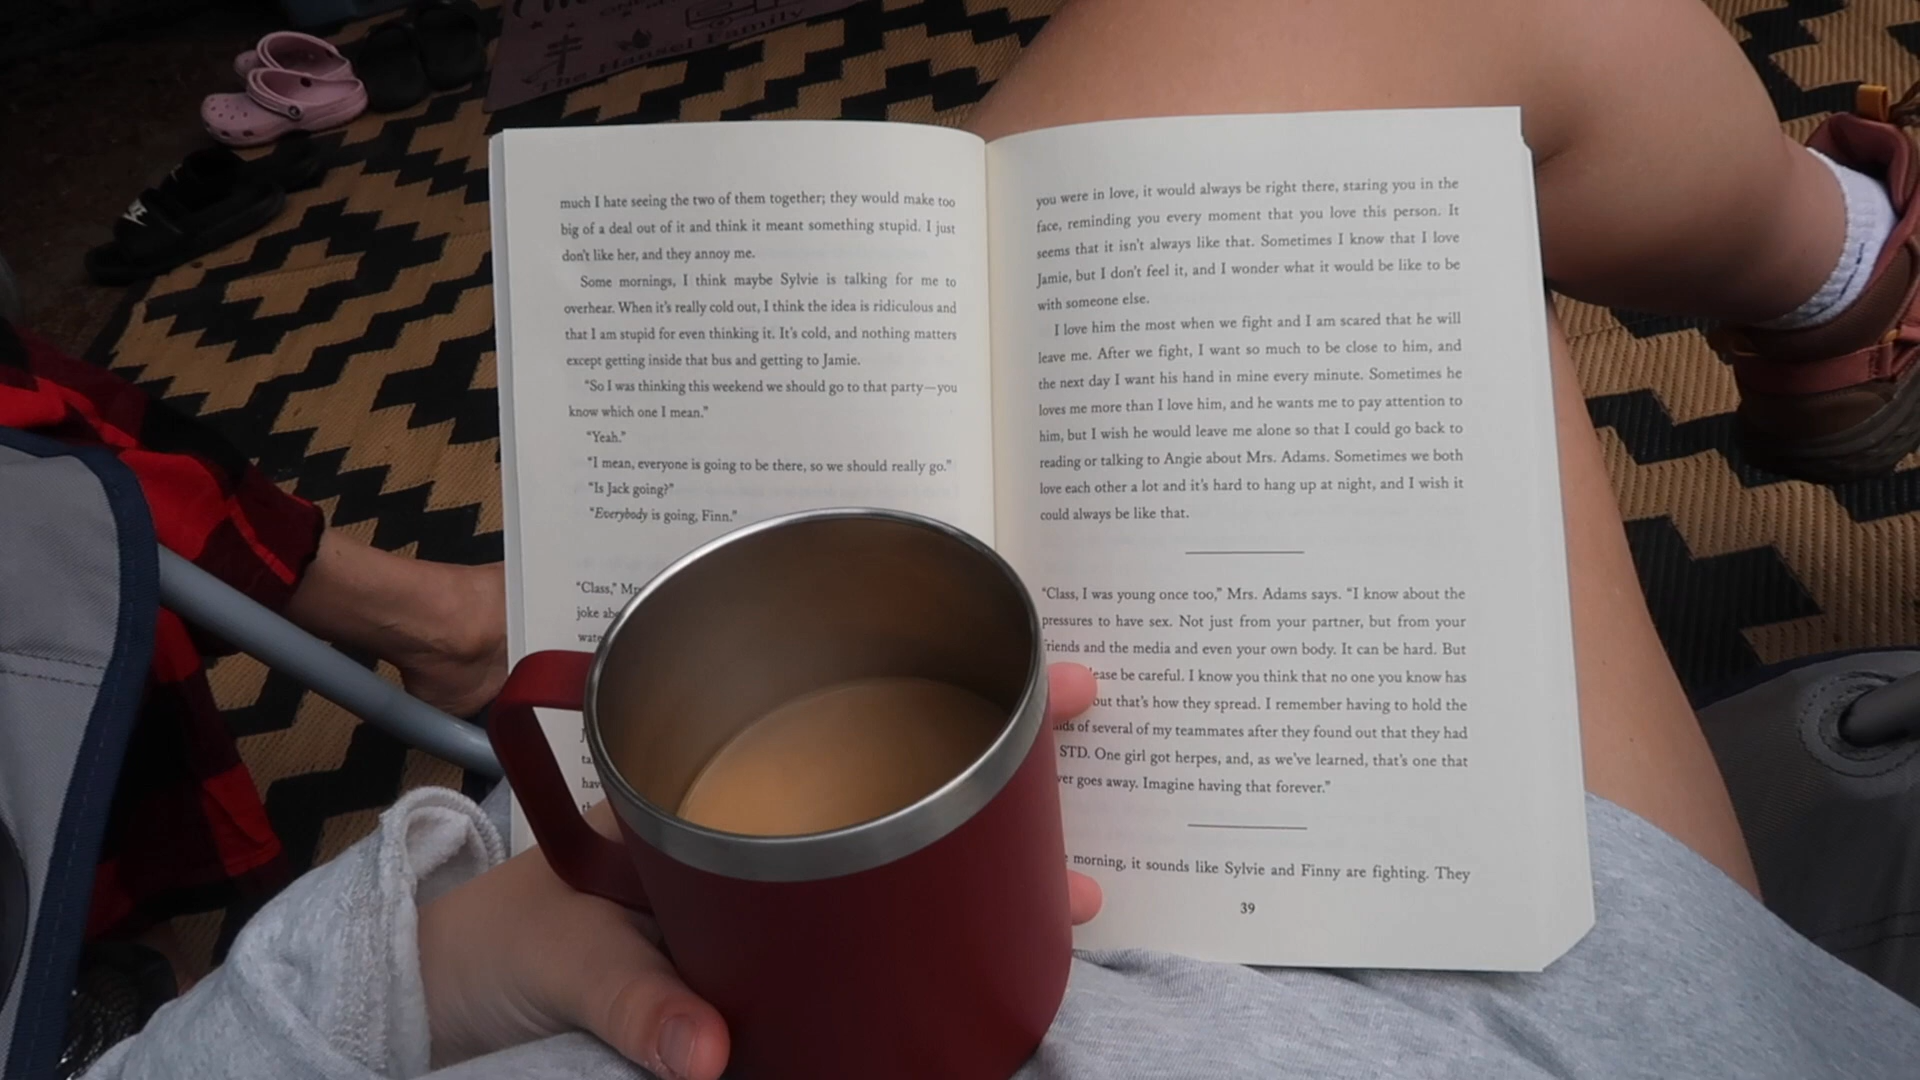 The Hansel Family
much I hate seeing the two of them together; they would make too
big of a deal out of it and think it meant something stupid. I just
don't like her, and they annoy me.
Some mornings, I think maybe Sylvie is talking for me to
overhear. When it's really cold out, I think the idea is ridiculous and
that I am stupid for even thinking it. It's cold, and nothing matters
except getting inside that bus and getting to Jamie.
"So I was thinking this weekend we should go to that party—you
know which one I mean."
"Yeah."
"I mean, everyone is going to be there, so we should really go."
"Is Jack going?"
"Everybody is going, Finn."
"Class,"
joke
you were in love, it would always be right there, staring you in the
face, reminding you every moment that you love this person. It
seems that it isn't always like that. Sometimes I know that I love
Jamie, but I don't feel it, and I wonder what it would be like to be
with someone else.
I love him the most when we fight and I am scared that he will
leave me. After we fight, I want so much to be close to him, and
the next day I want his hand in mine every minute. Sometimes he
loves me more than I love him, and he wants me to pay attention to
him, but I wish he would leave me alone so that I could go back to
reading or talking to Angie about Mrs. Adams. Sometimes we both
love each other a lot and it's hard to hang up at night, and I wish it
could always be like that.
"Class, I was young once too," Mrs. Adams says. "I know about the
pressures to have sex. Not just from your partner, but from your
friends and the media and even your own body. It can be hard. But
be careful. I know you think that no one you know has
but that's how they spread. I remember having to hold the
of several of my teammates after they found out that they had
STD. One girl got herpes, and, as we've learned, that's one that
goes away. Imagine having that forever."
morning, it sounds like Sylvie and Finny are fighting. They
39